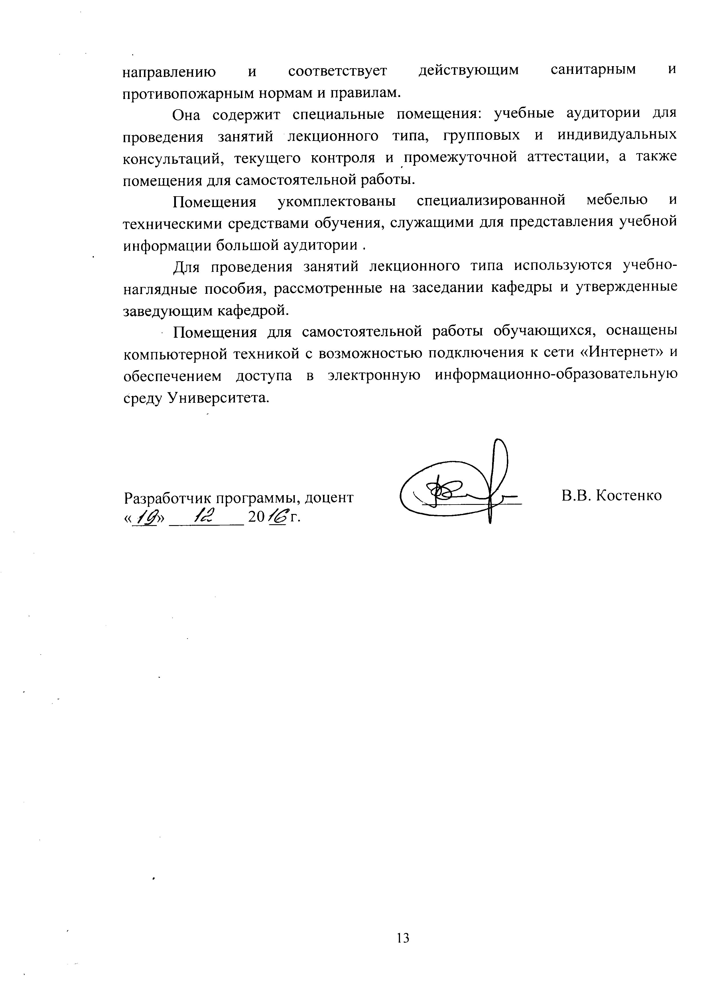 направлению и соответствует действующим санитарным и
противопожарным нормам и правилам.
Она содержит специальные помещения: учебные аудитории для
проведения занятий лекционного типа, групповых и индивидуальных
консультаций, текущего контроля и промежуточной аттестации, а также
помещения для самостоятельной работы.
Помещения укомплектованы специализированной мебелью и
техническими средствами обучения, служащими для представления учебной
информации большой аудитории .
Для проведения занятий лекционного типа используются учебно-
наглядные пособия, рассмотренные на заседании кафедры и утвержденные
заведующим кафедрой.
Помещения для самостоятельной работы обучающихся, оснащены
компьютерной техникой с возможностью подключения к сети «Интернет» и
обеспечением доступа в электронную информационно-образовательную
среду Университета.
Разработчик программы, доцент В.В. Костенко
«19» 12 2016 г.
13